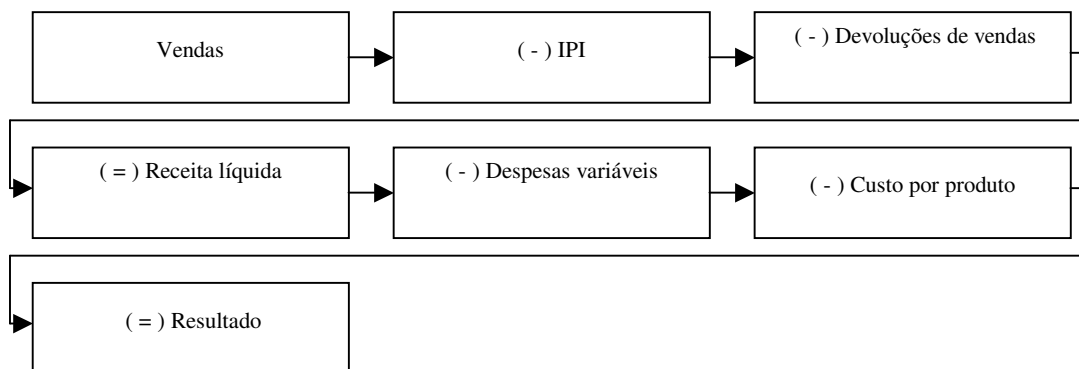 Vendas
( - ) IPI
( - ) Devoluções de vendas
( = ) Receita líquida
( - ) Despesas variáveis
( - ) Custo por produto
( = ) Resultado